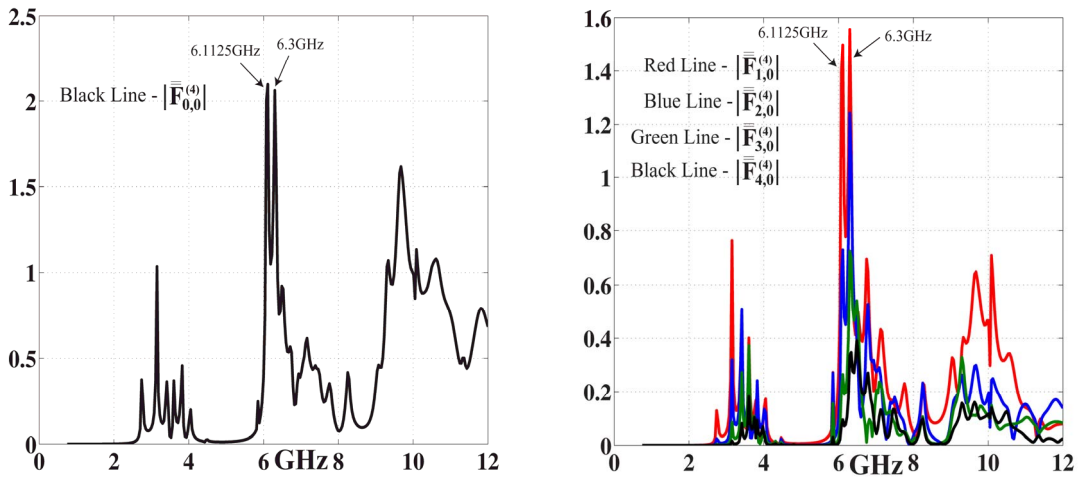 2.5
2
1.5
1
0.5
0
0 2 4 6 GHz 8 10 12
6.1125GHz
6.3GHz
Black Line - |F̿₀,₀⁽⁴⁾|
1.6
1.4
1.2
1
0.8
0.6
0.4
0.2
0
0 2 4 6 GHz 8 10 12
6.1125GHz
6.3GHz
Red Line - |F̿₁,₀⁽⁴⁾|
Blue Line - |F̿₂,₀⁽⁴⁾|
Green Line - |F̿₃,₀⁽⁴⁾|
Black Line - |F̿₄,₀⁽⁴⁾|